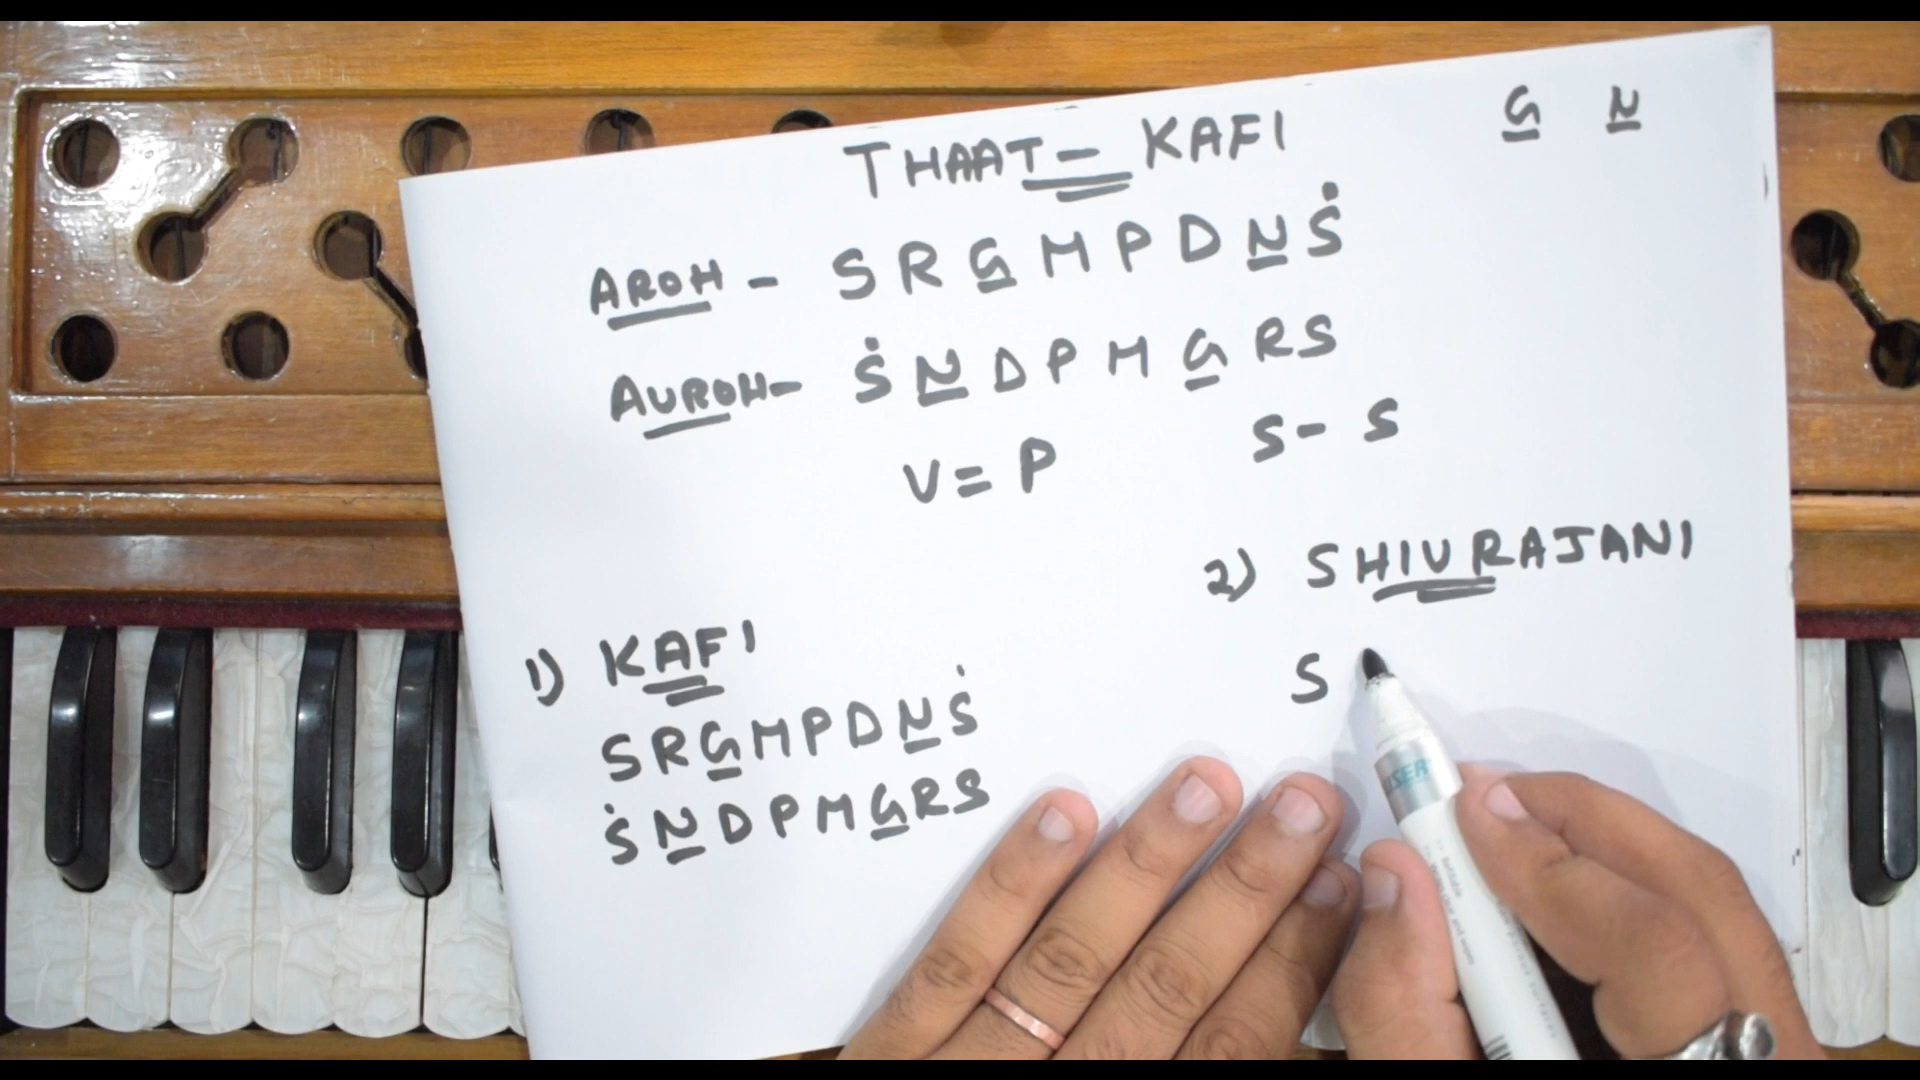 G̲ N̲
THAAT - KAFI
AROH - S R G̲ M P D N̲ Ṡ
AUROH - Ṡ N̲ D P M G̲ R S
V = P S - S
2) SHIVRAJANI
1) KAFI
S
S R G̲ M P D N̲ Ṡ
Ṡ N̲ D P M G̲ R S